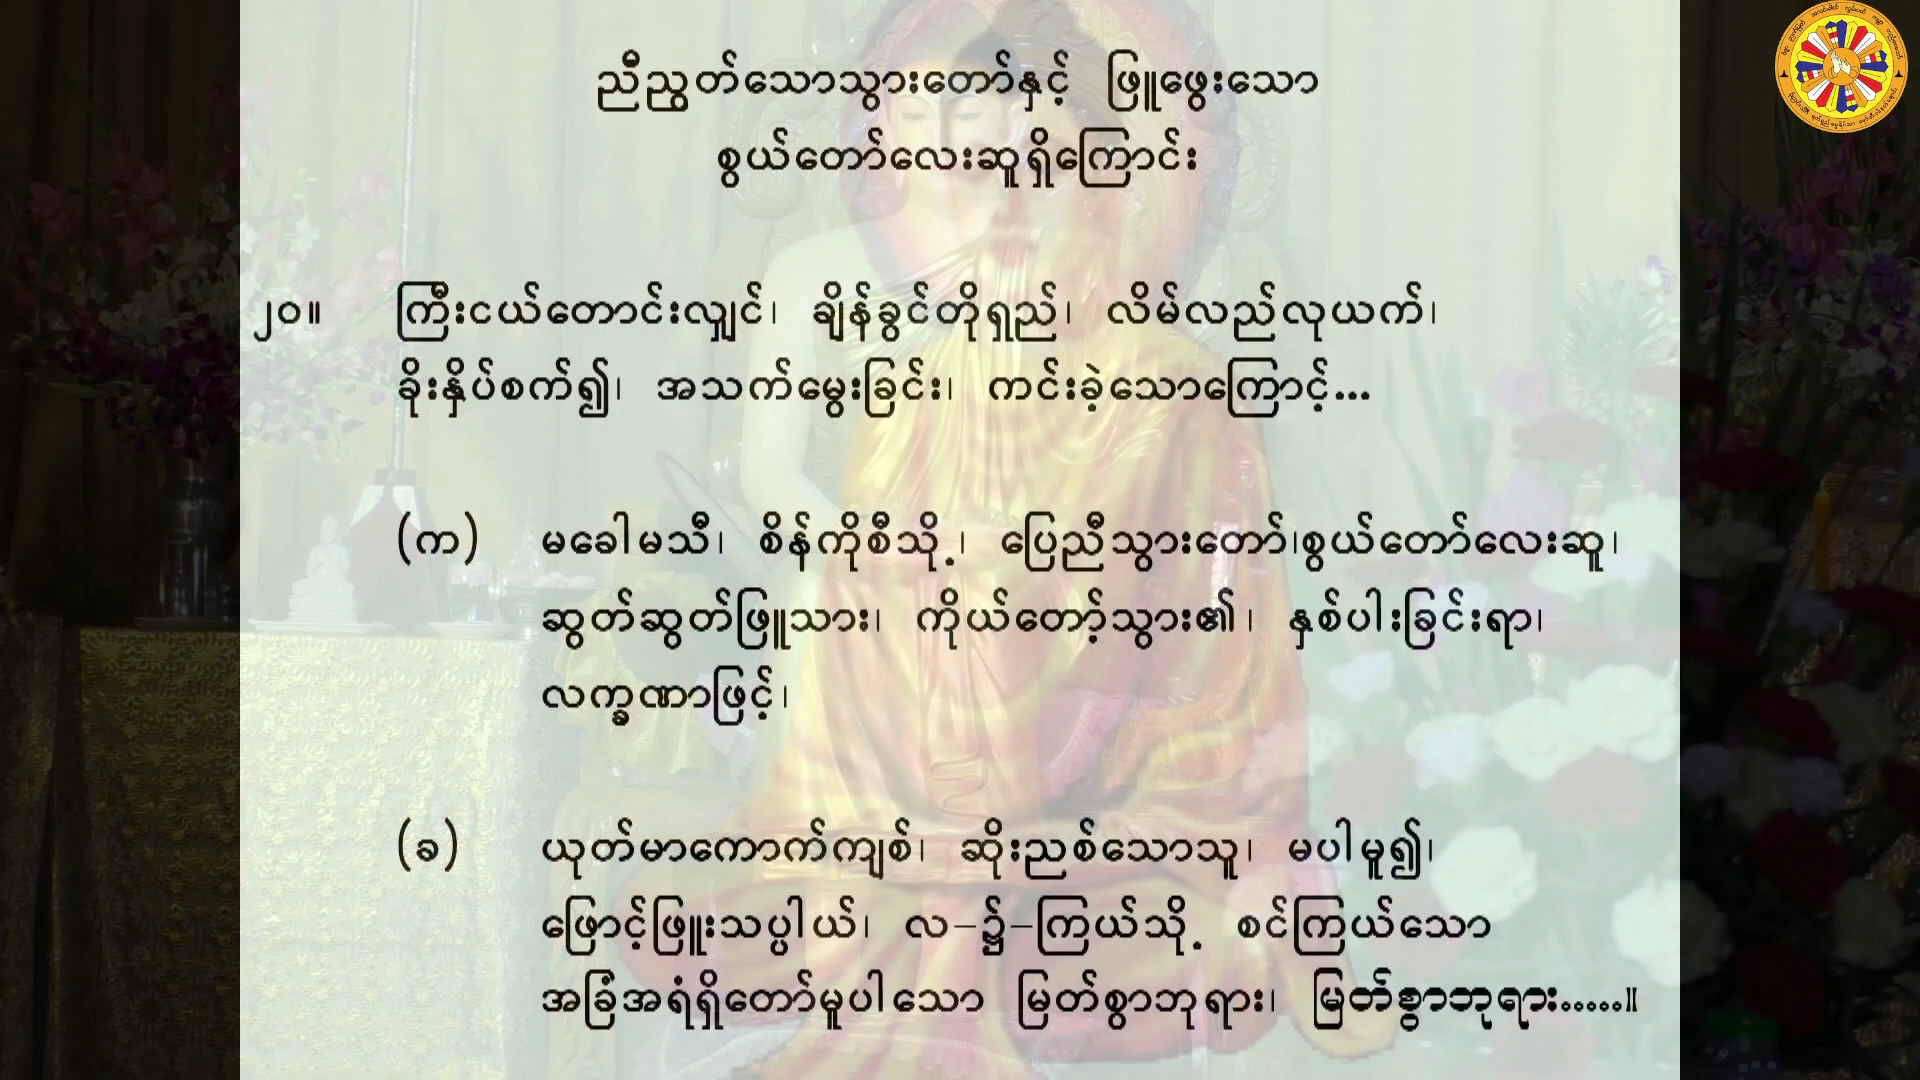 ညီညွတ်သောသွားတော်နှင့် ဖြူဖွေးသော
စွယ်တော်လေးဆူရှိကြောင်း
၂၀။ ကြီးငယ်တောင်းလျှင်၊ ချိန်ခွင်တိုရှည်၊ လိမ်လည်လုယက်၊
ခိုးနှိပ်စက်၍၊ အသက်မွေးခြင်း၊ ကင်းခဲ့သောကြောင့်...
(က) မခေါမသီ၊ စိန်ကိုစီသို့၊ ပြေညီသွားတော်၊စွယ်တော်လေးဆူ၊
ဆွတ်ဆွတ်ဖြူသား၊ ကိုယ်တော့်သွား၏၊ နှစ်ပါးခြင်းရာ၊
လက္ခဏာဖြင့်၊
(ခ) ယုတ်မာကောက်ကျစ်၊ ဆိုးညစ်သောသူ၊ မပါမူ၍၊
ဖြောင့်ဖြူးသပ္ပါယ်၊ လ-၌-ကြယ်သို့ စင်ကြယ်သော
အခြံအရံရှိတော်မူပါသော မြတ်စွာဘုရား၊ မြတ်စွာဘုရား.....။